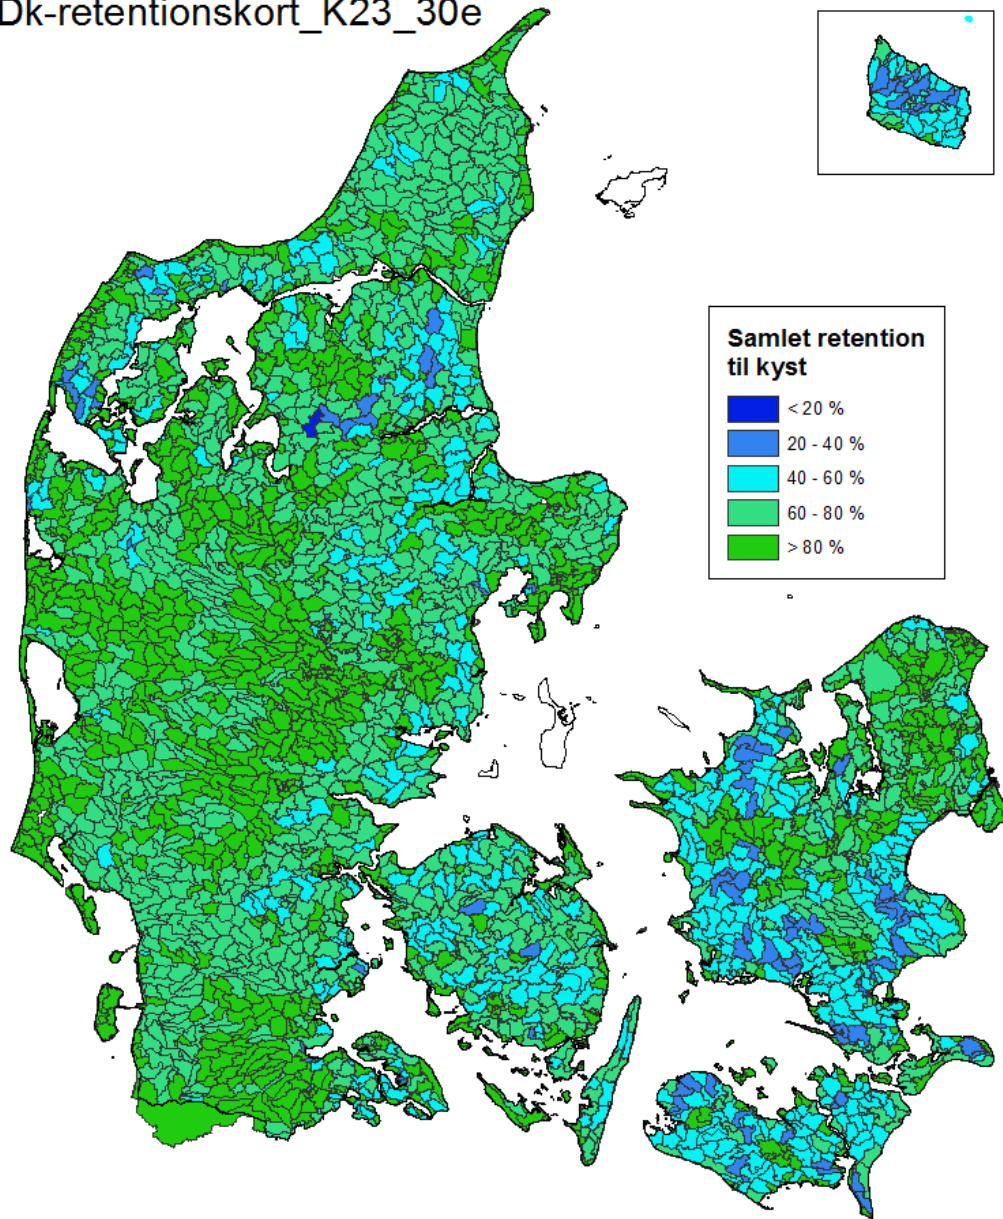 Dk-retentionskort_K23_30e
Samlet retention
til kyst
< 20 %
20 - 40 %
40 - 60 %
60 - 80 %
> 80 %